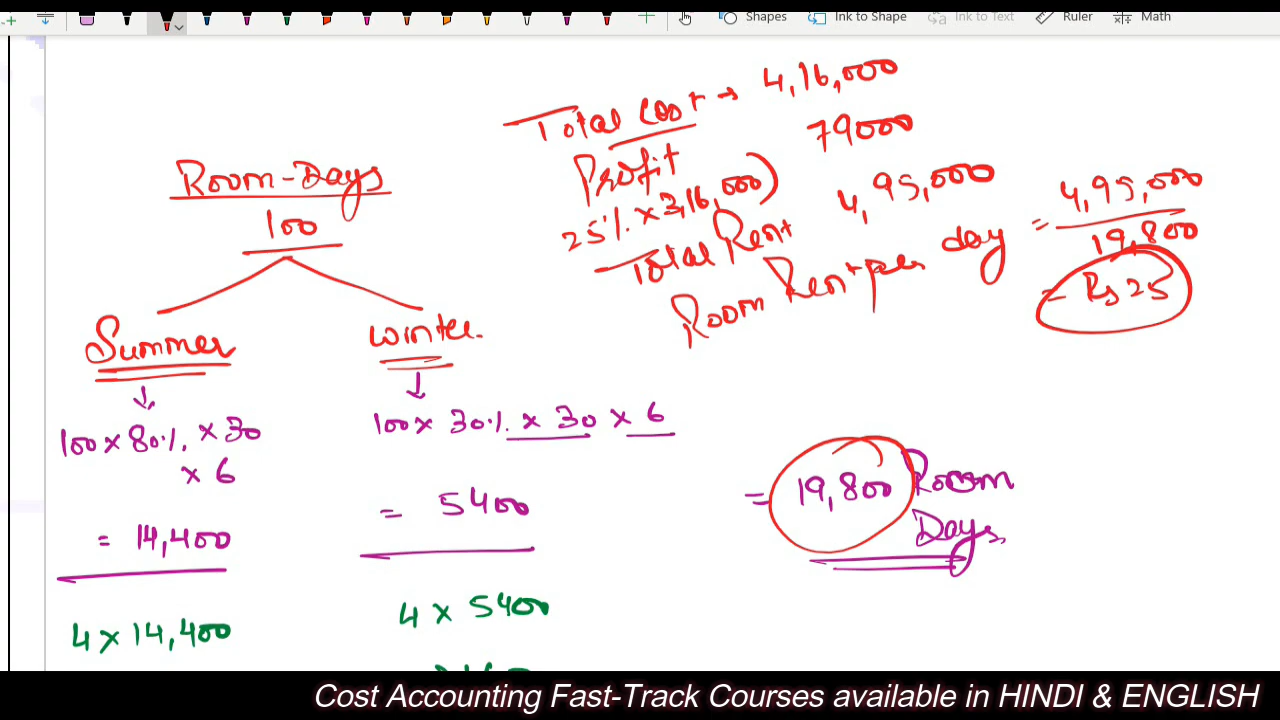 Shapes Ink to Shape Ink to Text Ruler Math
Total Cost → 4,16,000
Profit 79000
25% × 3,16,000)
Total Rent 4,95,000
Room Rent per day = 4,95,000
19,800
= Rs 25
Room-Days
100
Summer
Winter
100 × 80% × 30
× 6
= 14,400
4 × 14,400
100 × 30% × 30 × 6
= 5400
4 × 5400
= 19,800 Room
Days
Cost Accounting Fast-Track Courses available in HINDI & ENGLISH